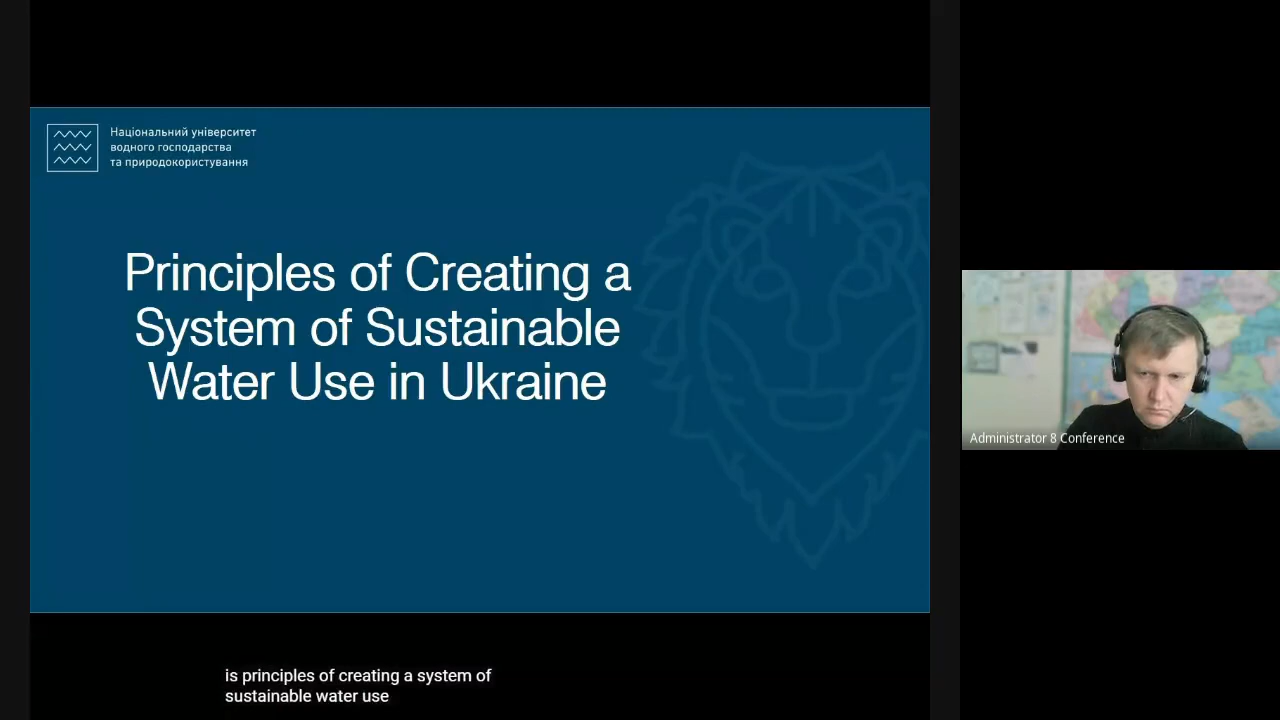 Національний університет
водного господарства
та природокористування
Principles of Creating a
System of Sustainable
Water Use in Ukraine
Administrator 8 Conference
is principles of creating a system of
sustainable water use